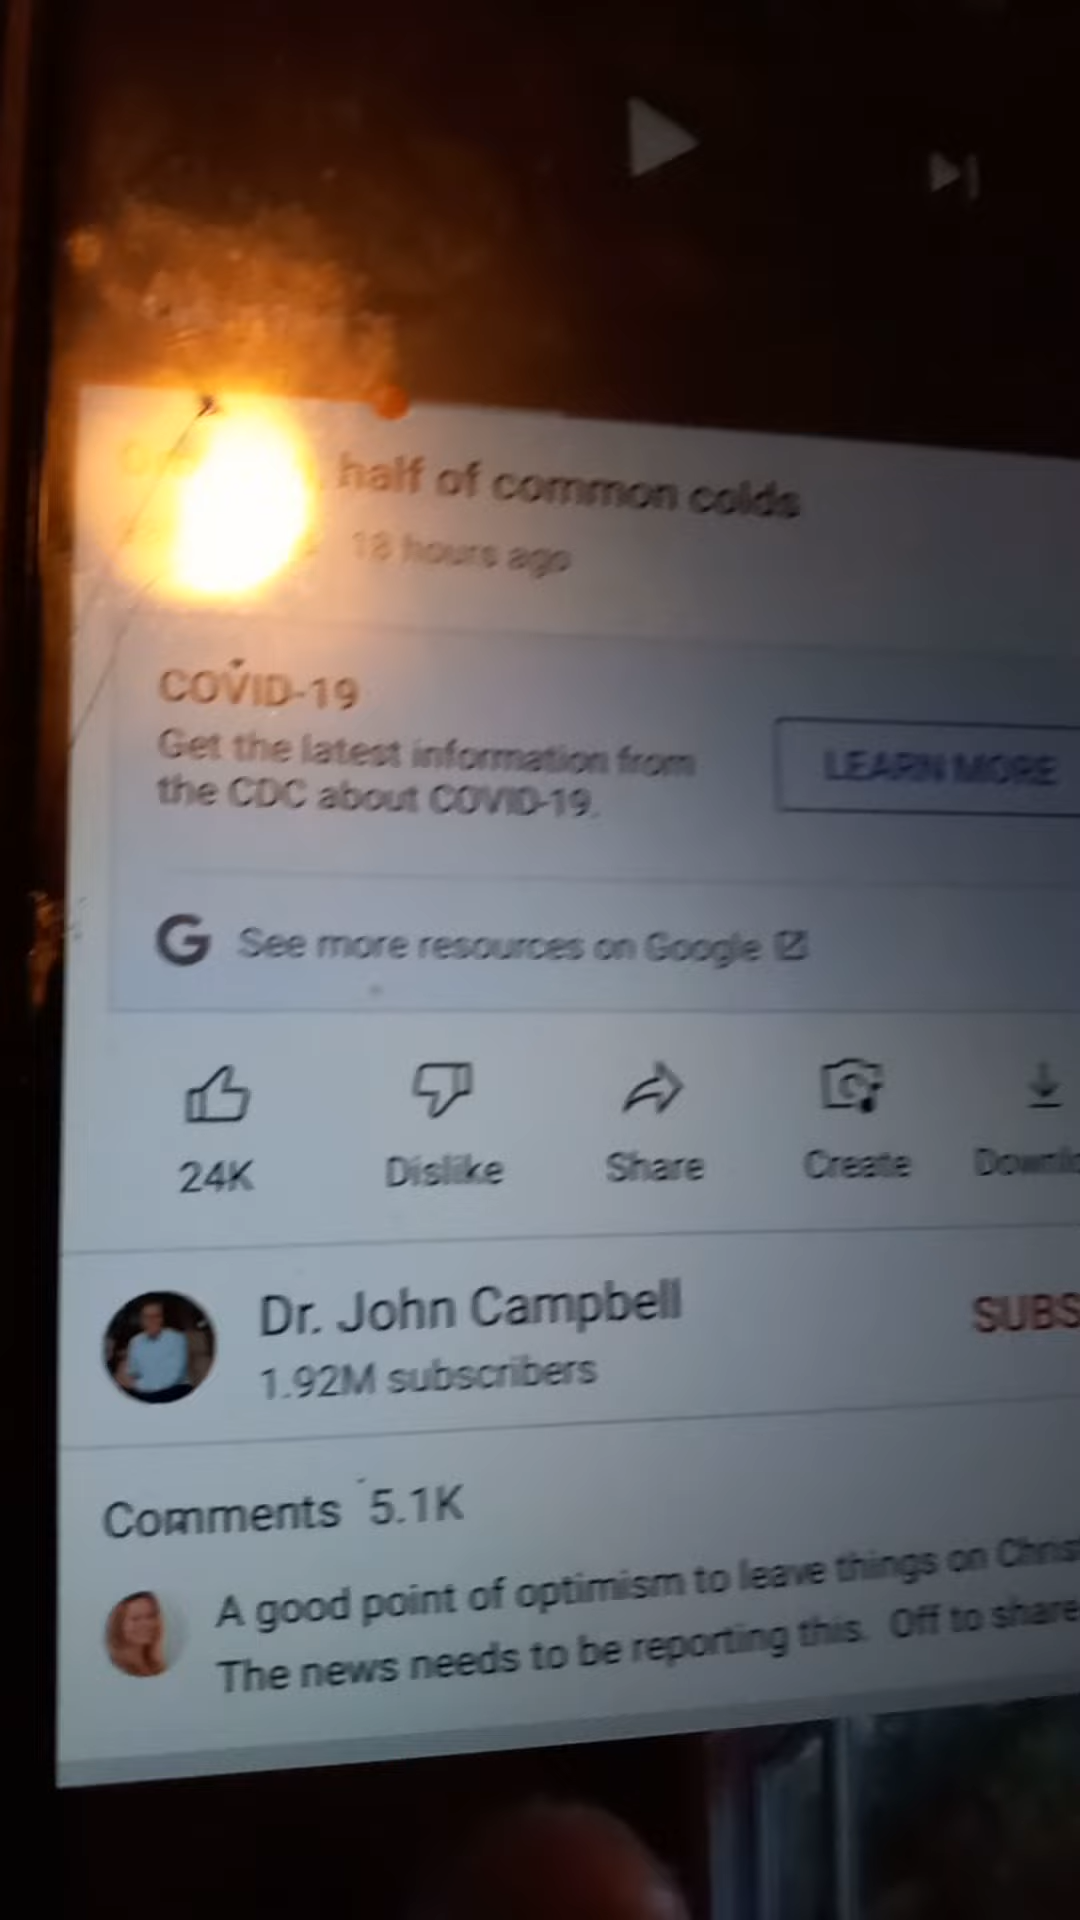 half of common colds
18 hours ago
COVID-19
Get the latest information from
the CDC about COVID-19.
LEARN MORE
G See more resources on Google
24K
Dislike
Share
Create
Downlo
Dr. John Campbell
1.92M subscribers
SUBS
Comments 5.1K
A good point of optimism to leave things on Chris
The news needs to be reporting this. Off to share